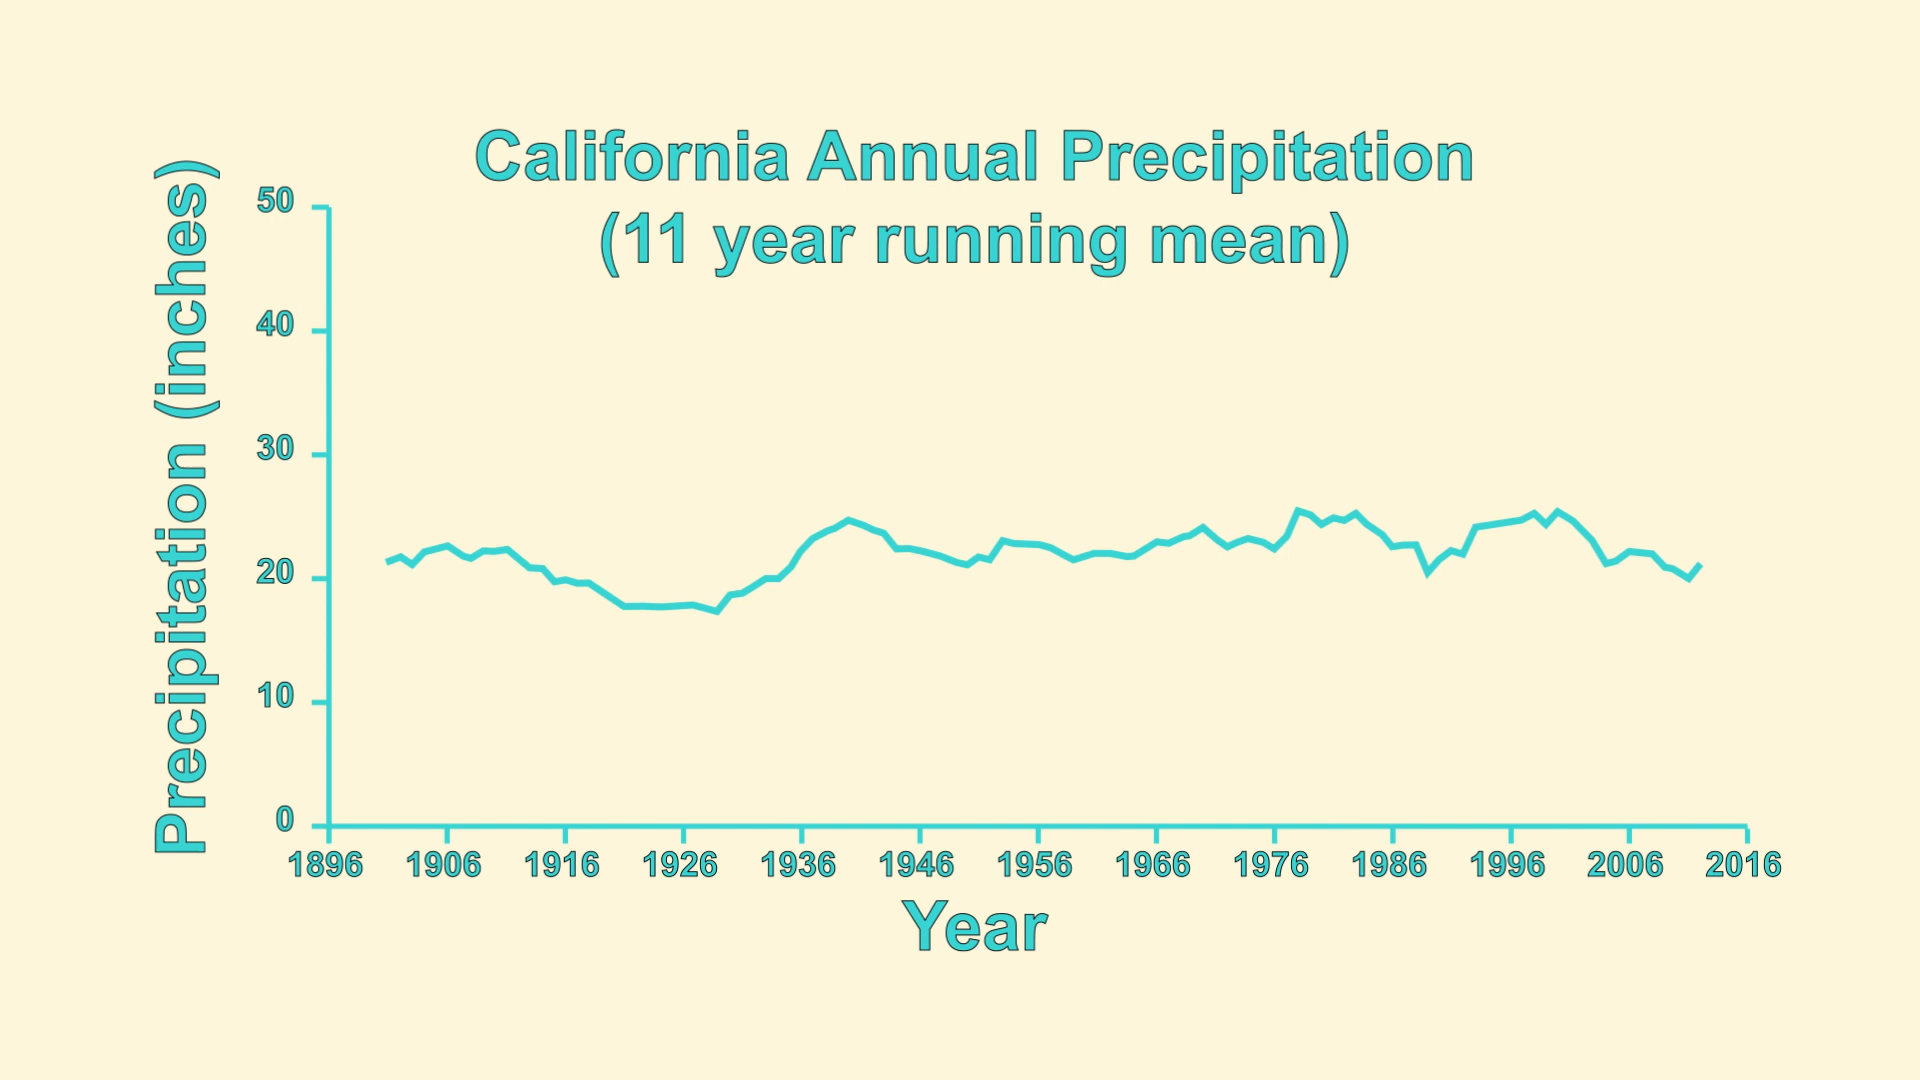 California Annual Precipitation
(11 year running mean)
Precipitation (inches)
50
40
30
20
10
0
1896 1906 1916 1926 1936 1946 1956 1966 1976 1986 1996 2006 2016
Year